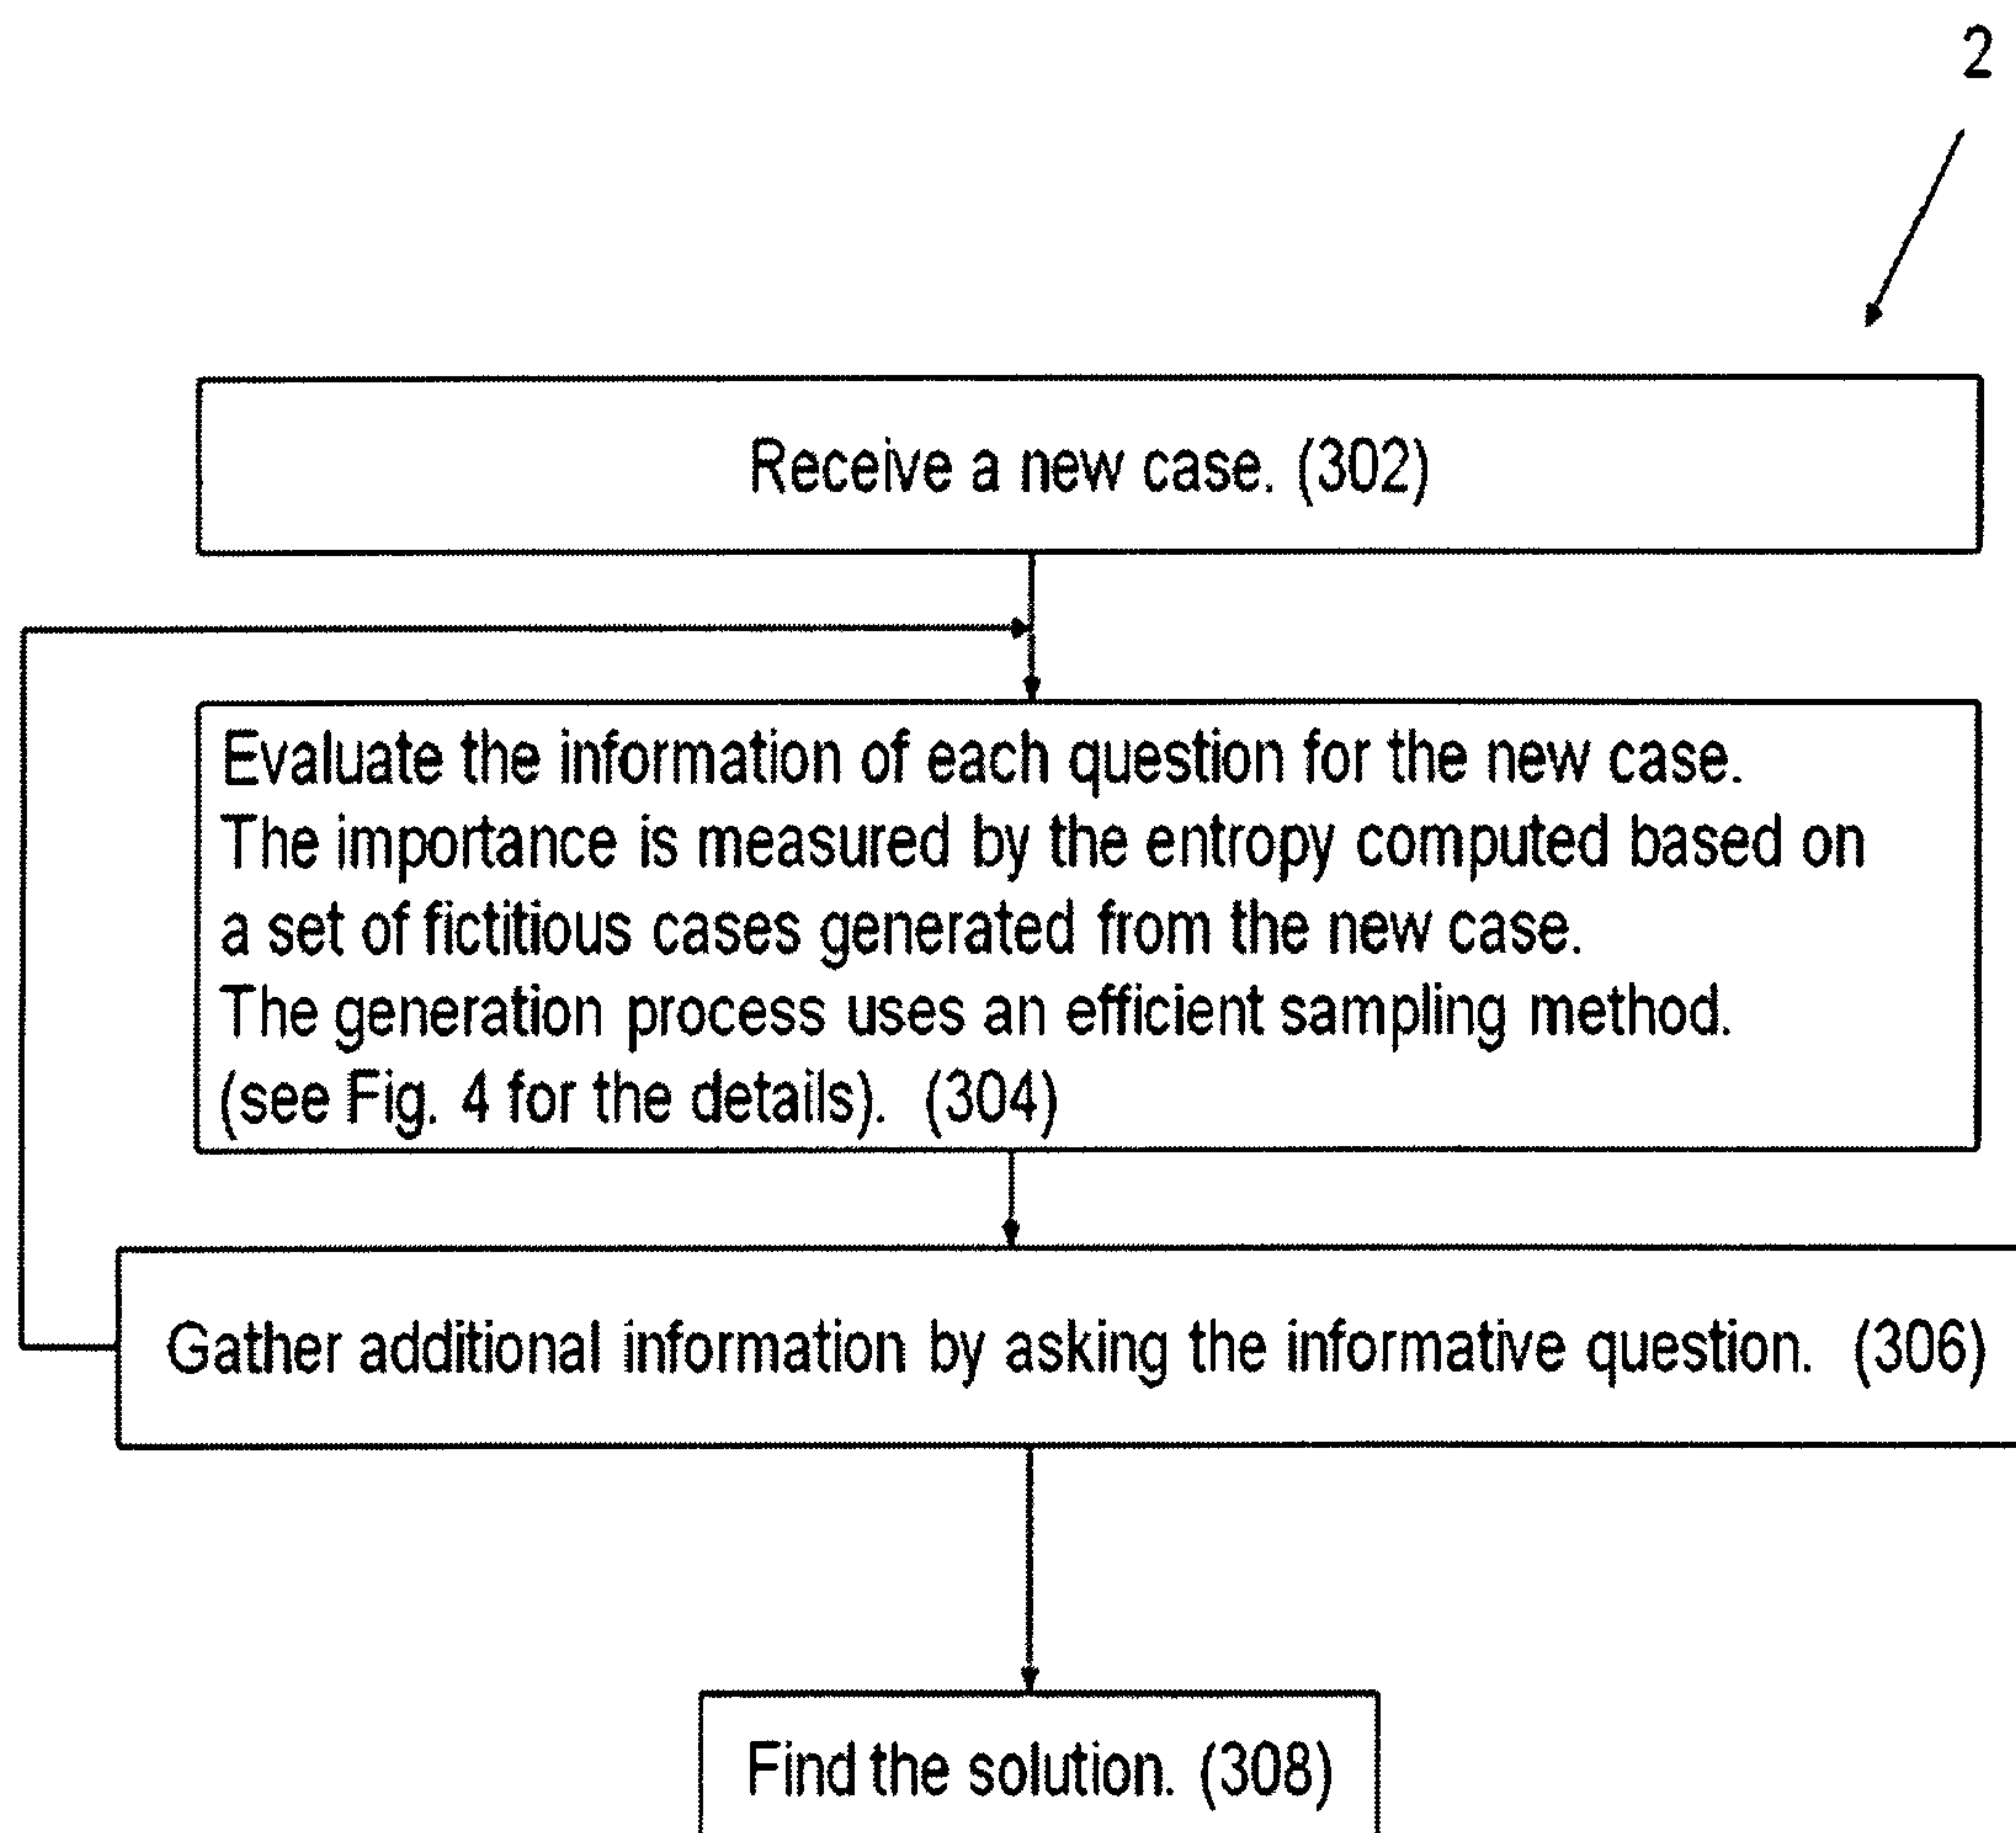 2
Receive a new case. (302)
Evaluate the information of each question for the new case.
The importance is measured by the entropy computed based on
a set of fictitious cases generated from the new case.
The generation process uses an efficient sampling method.
(see Fig. 4 for the details). (304)
Gather additional information by asking the informative question. (306)
Find the solution. (308)